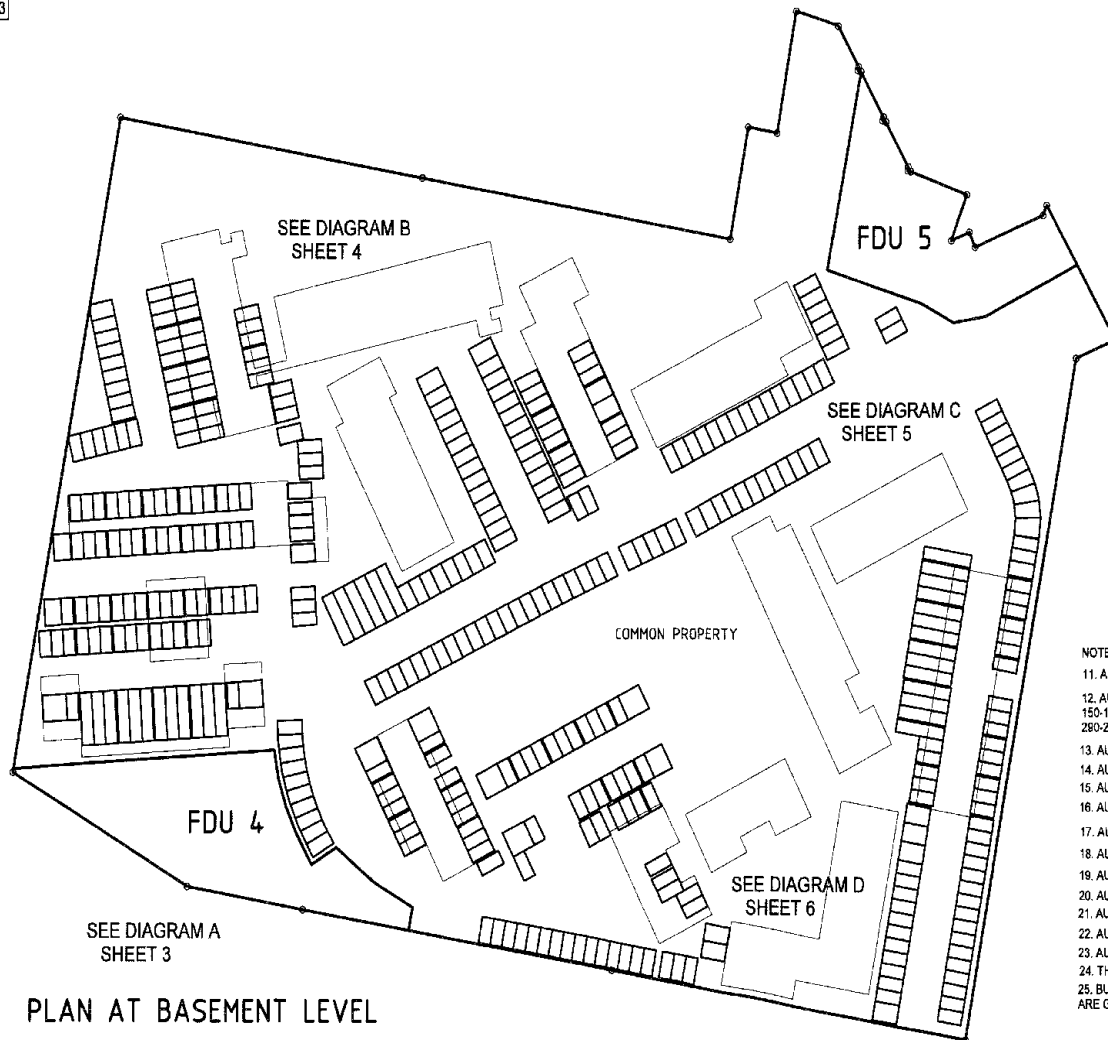 3
SEE DIAGRAM B
SHEET 4
FDU 5
SEE DIAGRAM C
SHEET 5
COMMON PROPERTY
FDU 4
SEE DIAGRAM D
SHEET 6
SEE DIAGRAM A
SHEET 3
PLAN AT BASEMENT LEVEL
NOTE
11. A
12. AU
150-1
280-2
13. AU
14. AU
15. AU
16. AU
17. AU
18. AU
19. AU
20. AU
21. AU
22. AU
23. AU
24. TH
25. BU
ARE G